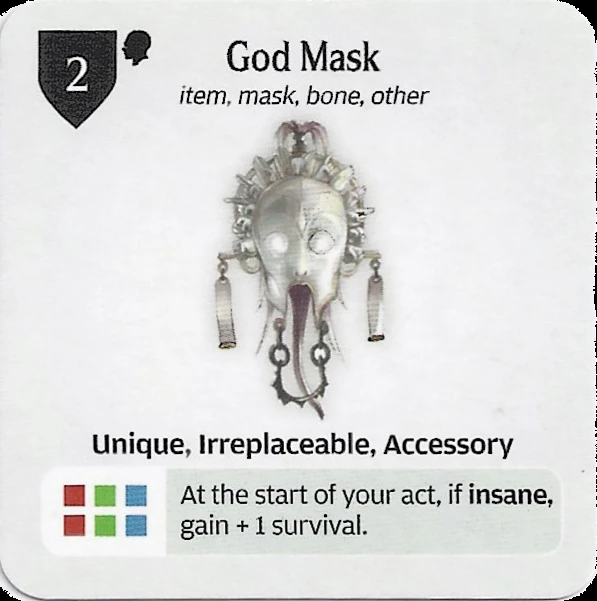 2
God Mask
item, mask, bone, other
Unique, Irreplaceable, Accessory
At the start of your act, if insane,
gain + 1 survival.